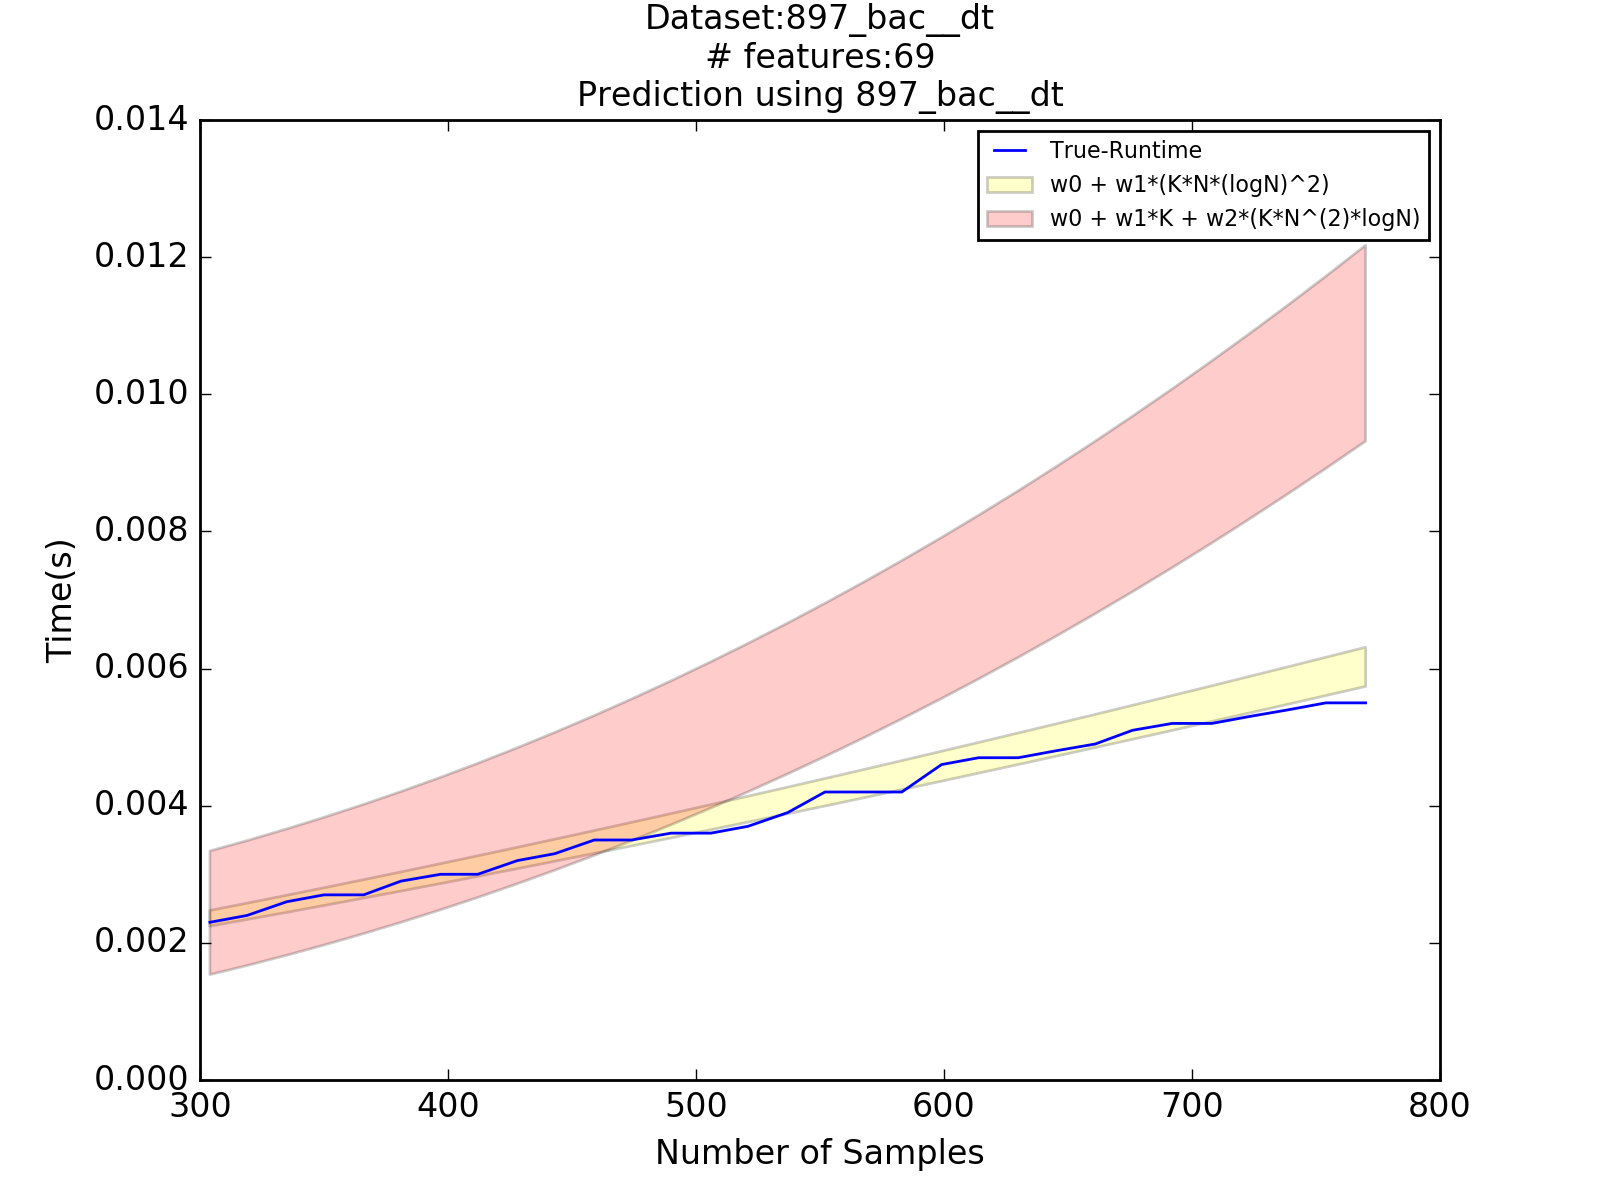 Dataset:897_bac__dt
# features:69
Prediction using 897_bac__dt
True-Runtime
w0 + w1*(K*N*(logN)^2)
w0 + w1*K + w2*(K*N^(2)*logN)
0.014
0.012
0.010
0.008
0.006
0.004
0.002
0.000
Time(s)
300 400 500 600 700 800
Number of Samples